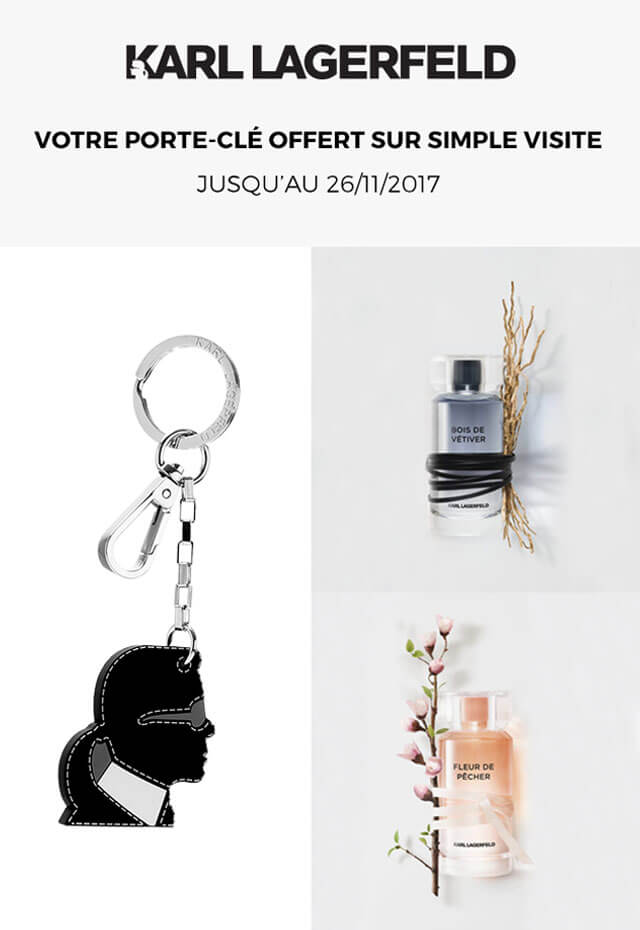 KARL LAGERFELD
VOTRE PORTE-CLÉ OFFERT SUR SIMPLE VISITE
JUSQU'AU 26/11/2017
KARL LAGERFELD
BOIS DE
VÉTIVER
KARL LAGERFELD
FLEUR DE
PÊCHER
KARL LAGERFELD